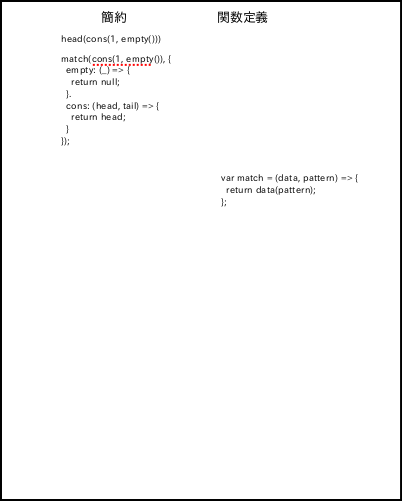 簡約 関数定義
head(cons(1, empty()))
match(cons(1, empty()), {
empty: (_) => {
return null;
}.
cons: (head, tail) => {
return head;
}
});
var match = (data, pattern) => {
return data(pattern);
};